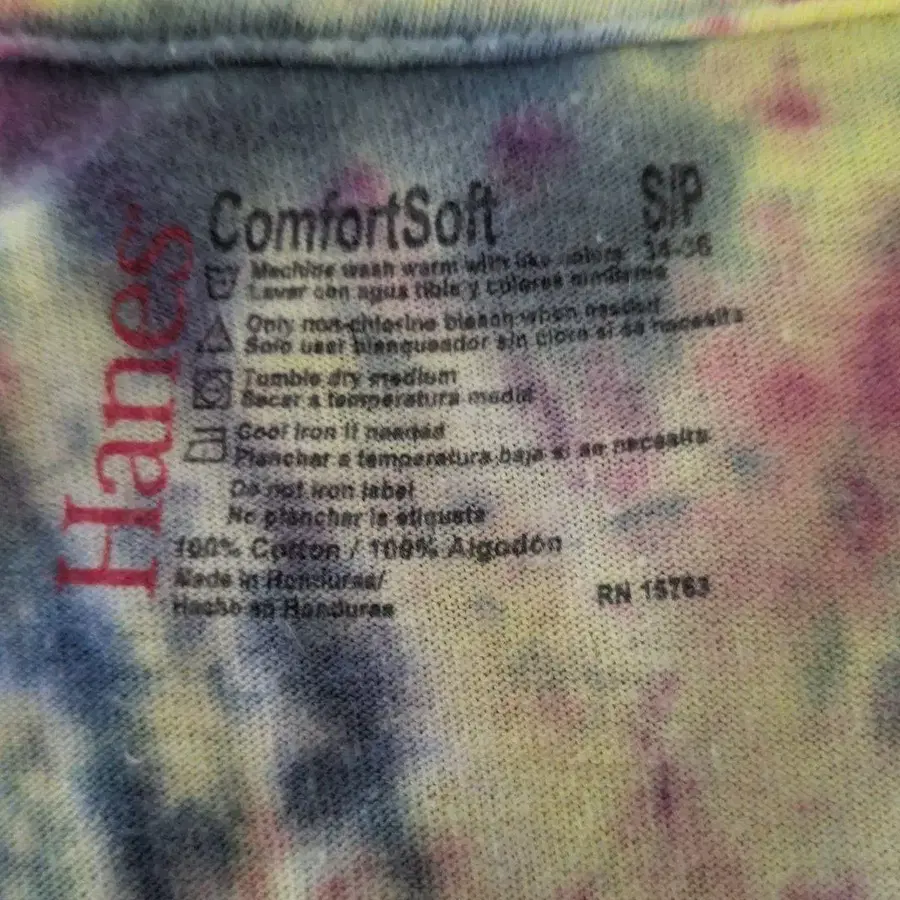 Hanes
ComfortSoft
S/P
34-36
Machine wash warm with like colors
Lavar con agua tibia y colores similares
Only non-chlorine bleach when needed
Solo usar blanqueador sin cloro si se necesita
Tumble dry medium
Secar a temperatura media
Cool iron if needed
Planchar a temperatura baja si se necesita
Do not iron label
No planchar la etiqueta
100% Cotton / 100% Algodón
Made in Honduras/
Hecho en Honduras
RN 15763